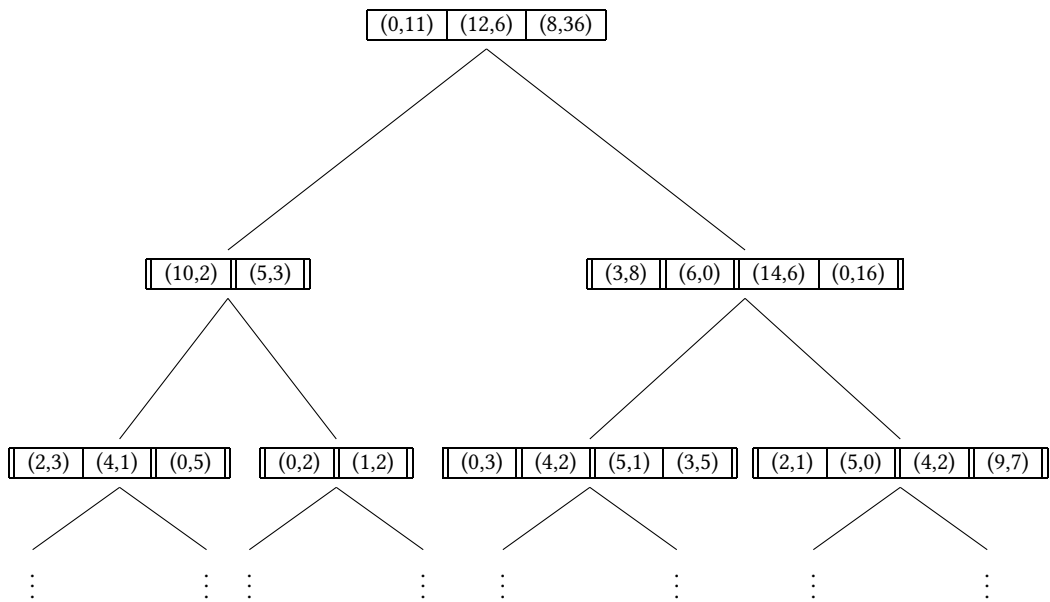 (0,11) (12,6) (8,36)
(10,2) (5,3) (3,8) (6,0) (14,6) (0,16)
(2,3) (4,1) (0,5) (0,2) (1,2) (0,3) (4,2) (5,1) (3,5) (2,1) (5,0) (4,2) (9,7)
⋮ ⋮ ⋮ ⋮ ⋮ ⋮ ⋮ ⋮